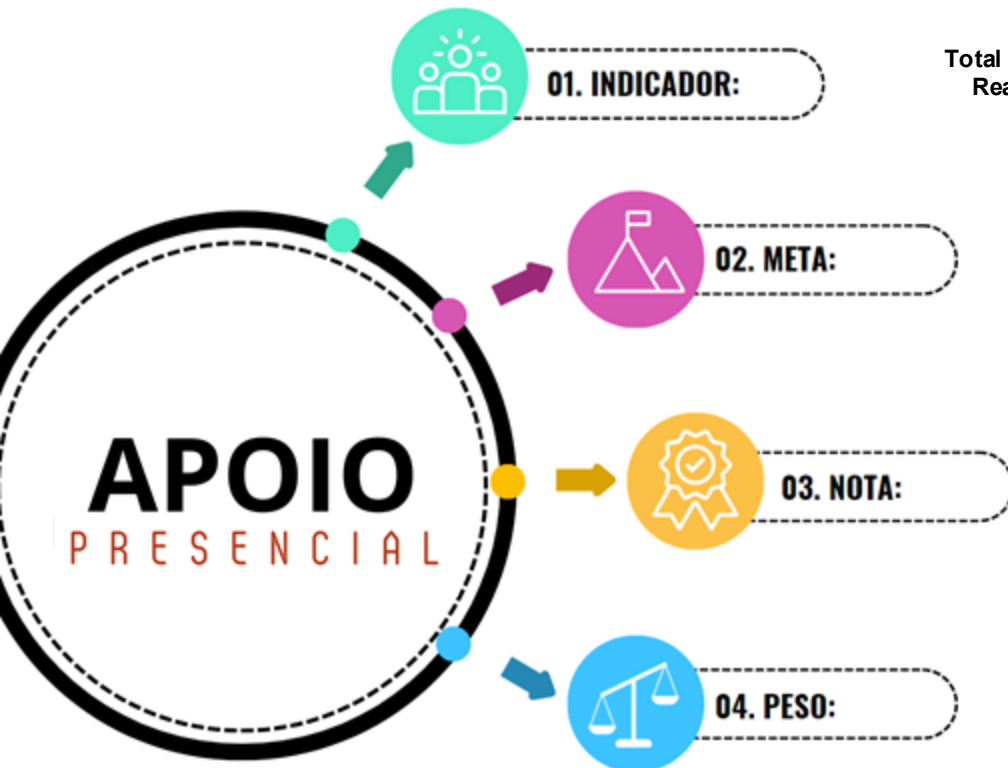 01. INDICADOR:
Total
02. META:
APOIO
PRESENCIAL
03. NOTA:
04. PESO: